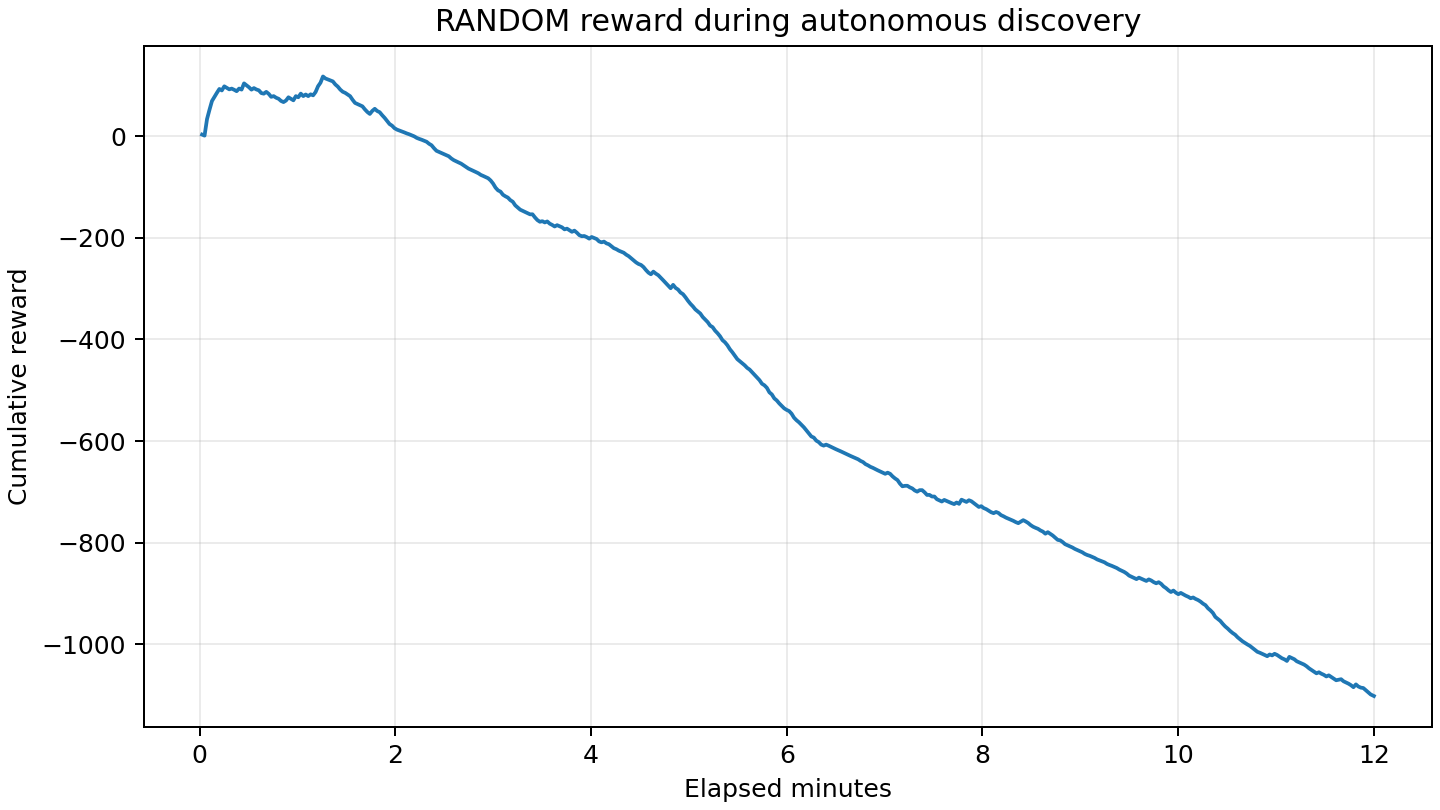 RANDOM reward during autonomous discovery
Cumulative reward
0
−200
−400
−600
−800
−1000
0 2 4 6 8 10 12
Elapsed minutes